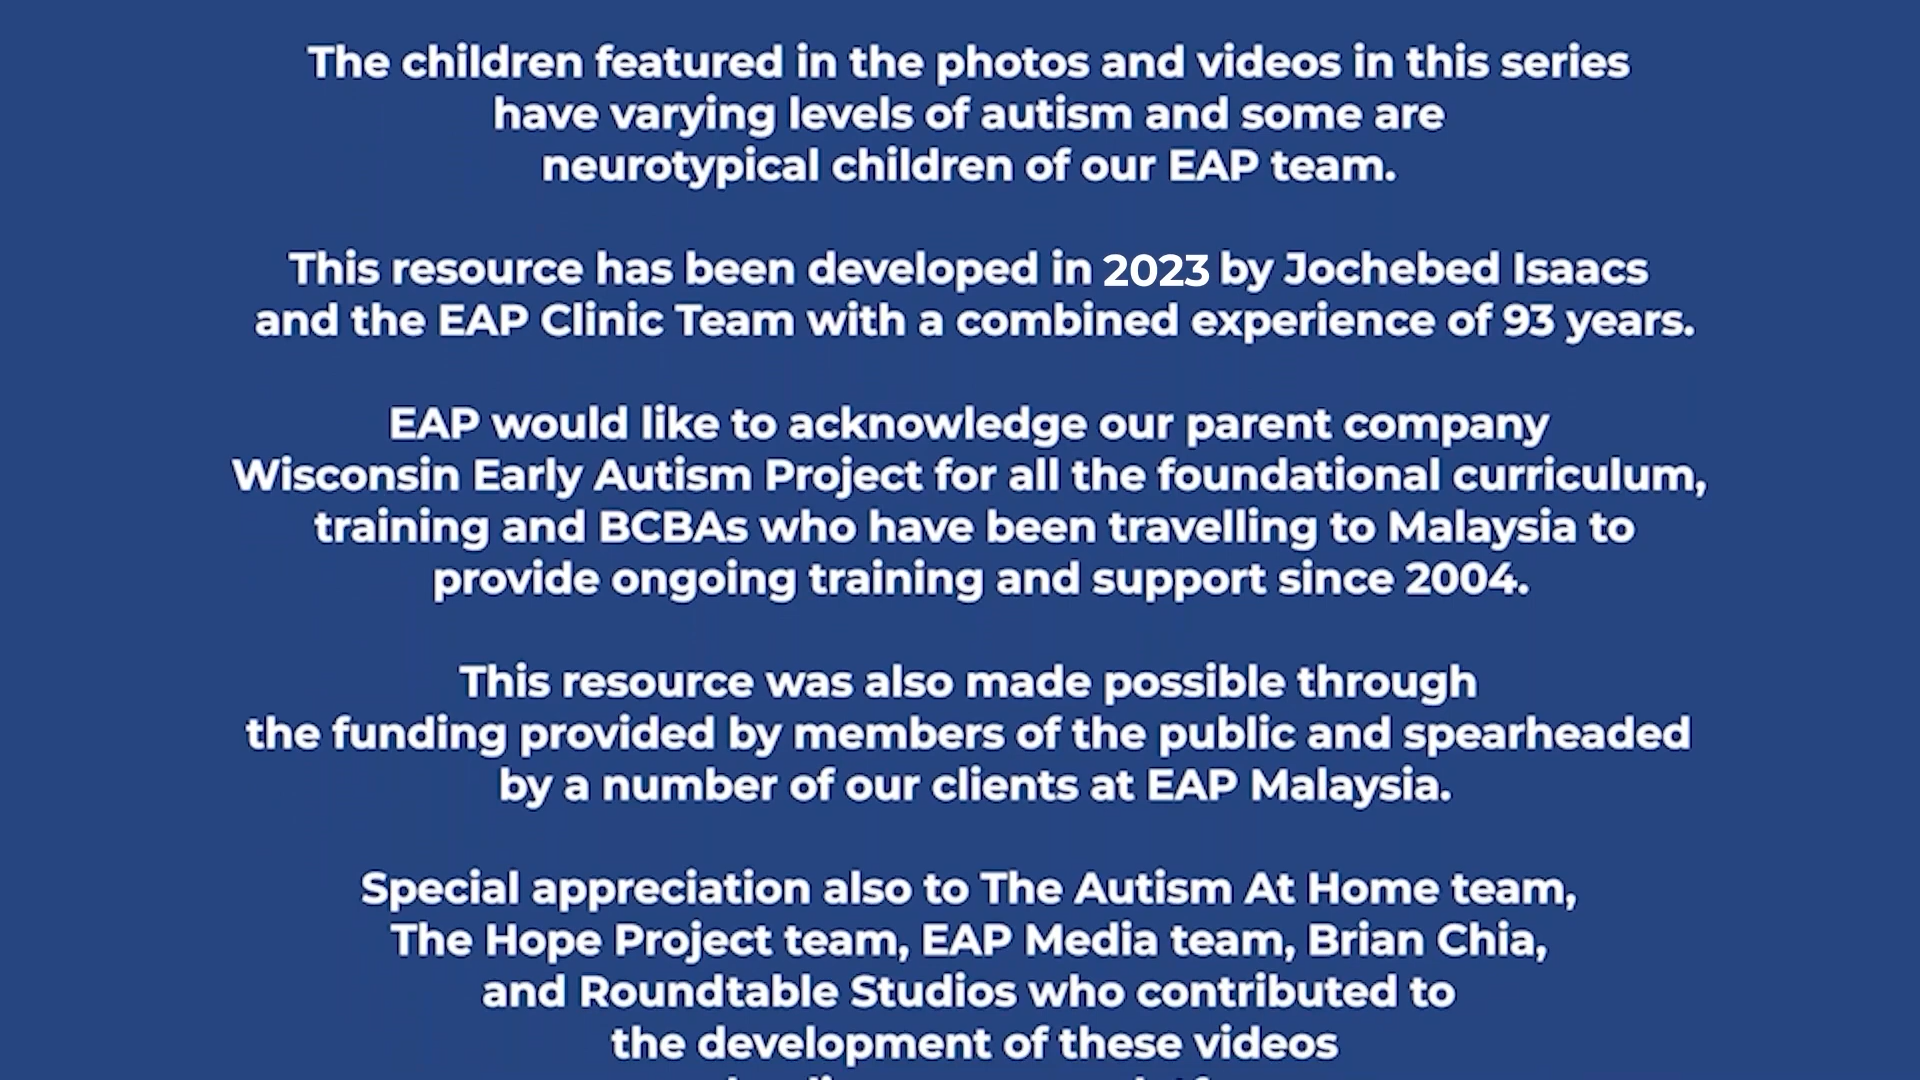 The children featured in the photos and videos in this series
have varying levels of autism and some are
neurotypical children of our EAP team.
This resource has been developed in 2023 by Jochebed Isaacs
and the EAP Clinic Team with a combined experience of 93 years.
EAP would like to acknowledge our parent company
Wisconsin Early Autism Project for all the foundational curriculum,
training and BCBAs who have been travelling to Malaysia to
provide ongoing training and support since 2004.
This resource was also made possible through
the funding provided by members of the public and spearheaded
by a number of our clients at EAP Malaysia.
Special appreciation also to The Autism At Home team,
The Hope Project team, EAP Media team, Brian Chia,
and Roundtable Studios who contributed to
the development of these videos